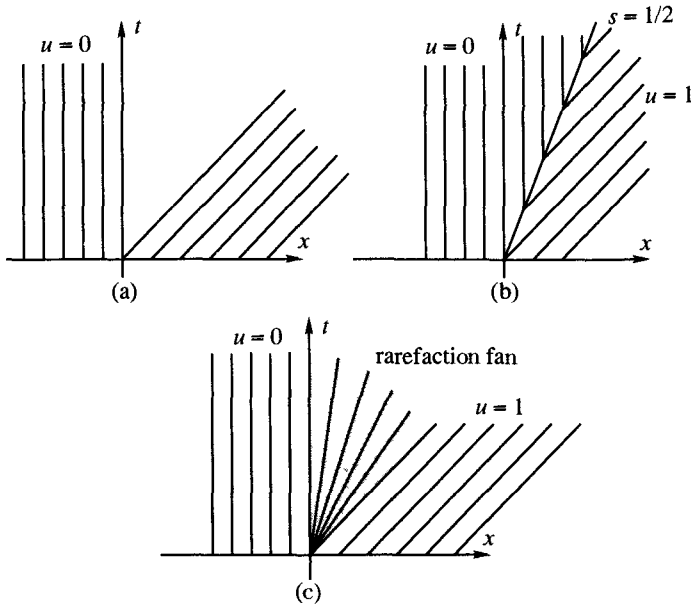 t
u = 0
x
(a)
t
s = 1/2
u = 0
u = 1
x
(b)
t
u = 0
rarefaction fan
u = 1
x
(c)